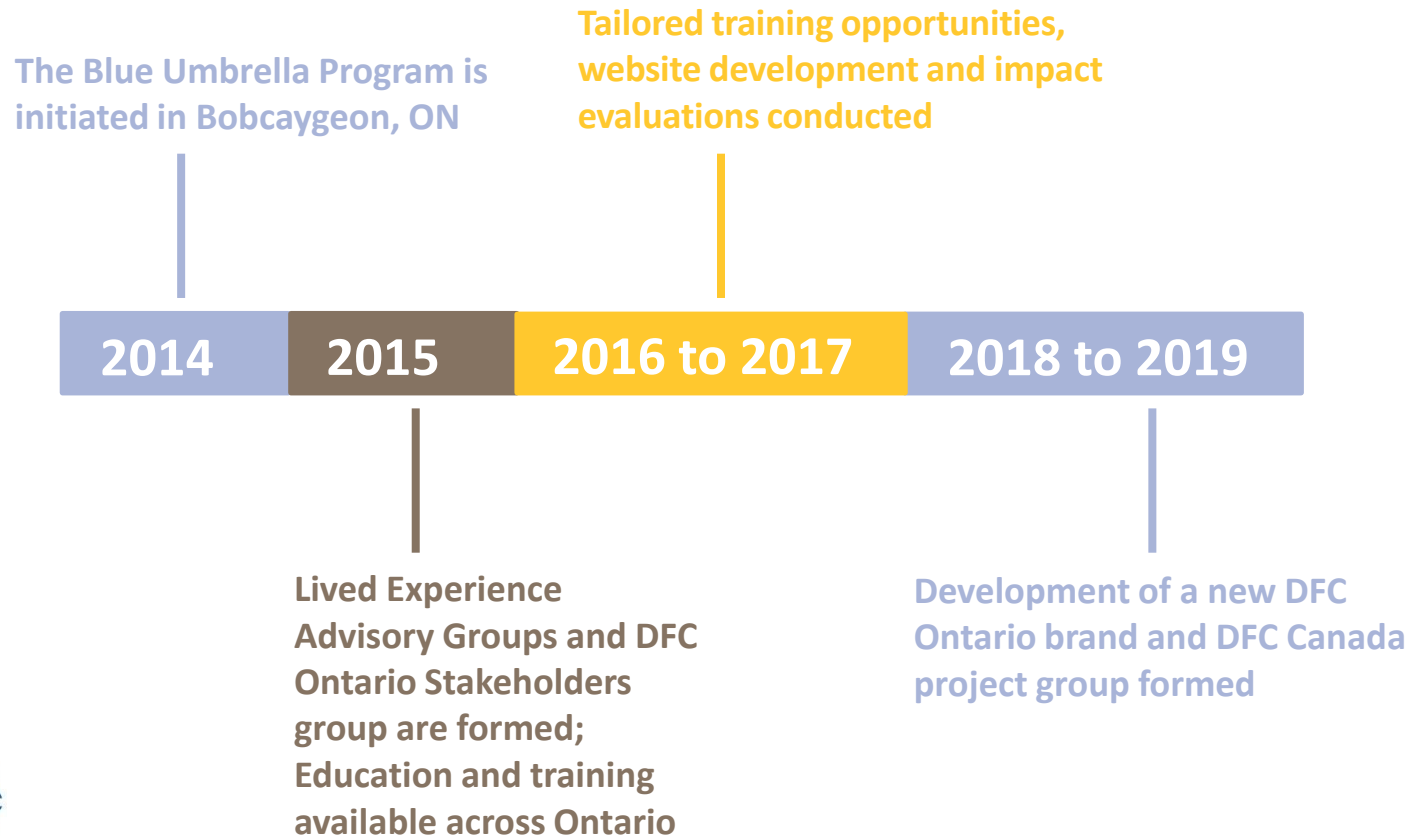 Tailored training opportunities,
website development and impact
evaluations conducted
The Blue Umbrella Program is
initiated in Bobcaygeon, ON
2014
2015
2016 to 2017
2018 to 2019
Lived Experience
Advisory Groups and DFC
Ontario Stakeholders
group are formed;
Education and training
available across Ontario
Development of a new DFC
Ontario brand and DFC Canada
project group formed